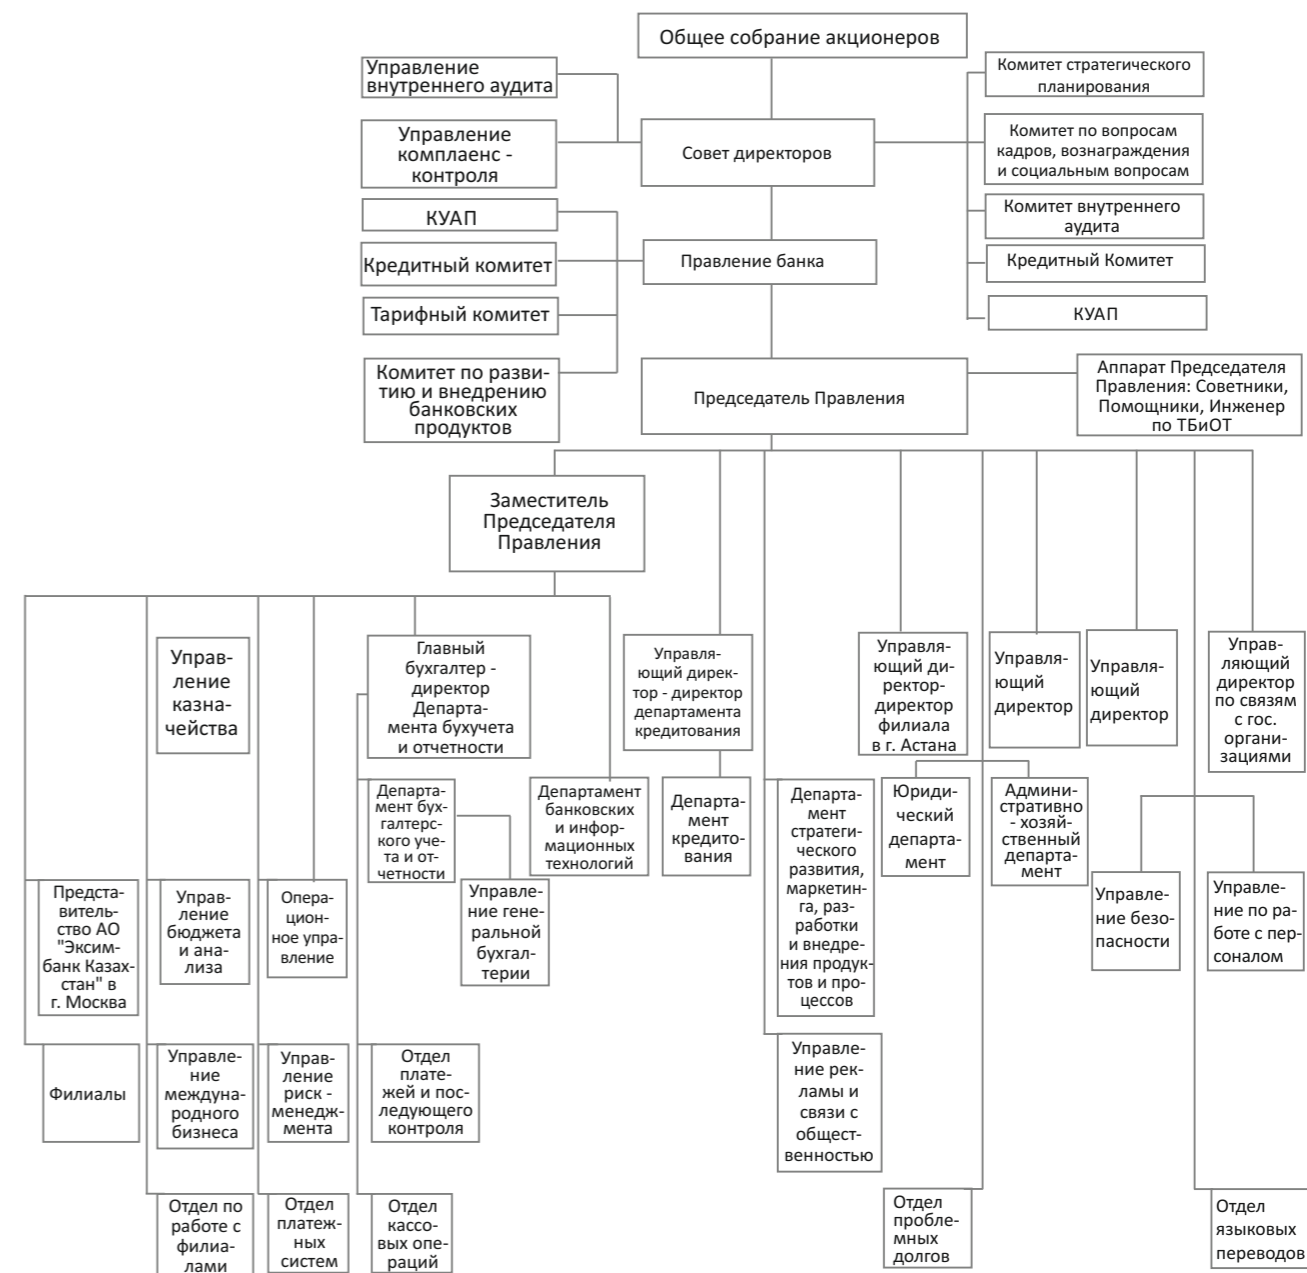 Общее собрание акционеров
Управление
внутреннего аудита
Комитет стратегического
планирования
Управление
комплаенс -
контроля
Совет директоров
Комитет по вопросам
кадров, вознаграждения
и социальным вопросам
КУАП
Комитет внутреннего
аудита
Кредитный комитет
Правление банка
Кредитный Комитет
Тарифный комитет
КУАП
Комитет по разви-
тию и внедрению
банковских
продуктов
Председатель Правления
Аппарат Председателя
Правления: Советники,
Помощники, Инженер
по ТБиОТ
Заместитель
Председателя
Правления
Управ-
ление
казна-
чейства
Главный
бухгалтер -
директор
Департа-
мента бухучета
и отчетности
Управля-
ющий дирек-
тор - директор
департамента
кредитования
Управля-
ющий ди-
ректор-
директор
филиала
в г. Астана
Управля-
ющий
директор
Управля-
ющий
директор
Управ-
ляющий
директор
по связям
с гос.
органи-
зациями
Департа-
мент бух-
галтер-
ского уче-
та и от-
четности
Департамент
банковских
и инфор-
мационных
технологий
Департа-
мент
кредито-
вания
Департа-
мент
стратеги-
ческого
развития,
маркетин-
га, раз-
работки
и внедре-
ния продук-
тов и про-
цессов
Юриди-
ческий
департа-
мент
Админи-
стративно
- хозяй-
ственный
департа-
мент
Предста-
витель-
ство АО
"Эксим-
банк Казах-
стан" в
г. Москва
Управ-
ление
бюджета
и ана-
лиза
Опера-
цион-
ное упра-
вление
Управле-
ние гене-
ральной
бухгал-
терии
Управле-
ние безо-
пасности
Управле-
ние по ра-
боте с пер-
соналом
Филиалы
Управле-
ние
междуна-
родного
бизнеса
Управ-
ление
риск -
менедж-
мента
Отдел
плате-
жей и пос-
ледующего
контроля
Управле-
ние рек-
ламы и
связи с
общест-
венностью
Отдел по
работе с
филиа-
лами
Отдел
платеж-
ных
систем
Отдел
кассо-
вых опе-
раций
Отдел
пробле-
мных
долгов
Отдел
языковых
переводов